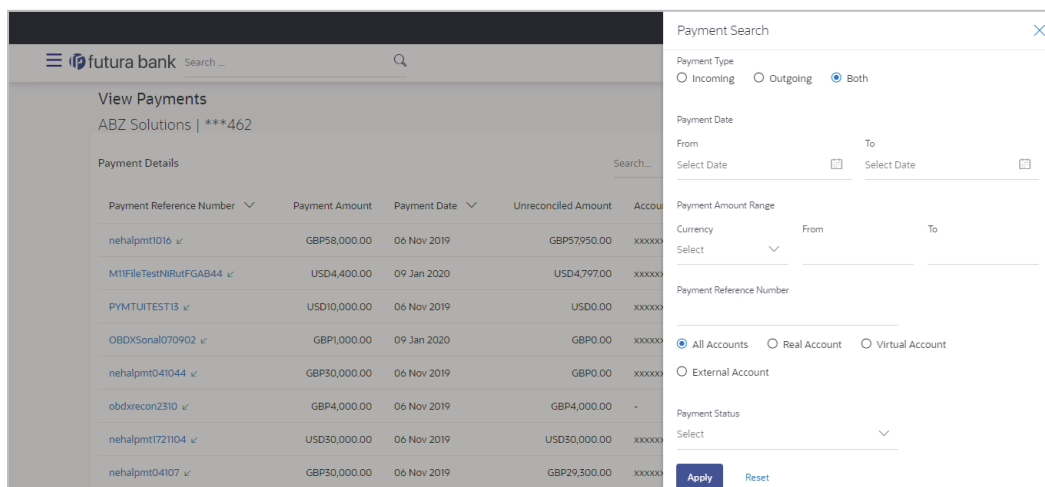 Payment Search
futura bank Search ...
View Payments
ABZ Solutions | ***462
Payment Details Search...
Payment Reference Number Payment Amount Payment Date Unreconciled Amount
nehalpmt1016 GBP58,000.00 06 Nov 2019 GBP57,950.00 xxxxx
M11FileTestNiRutFGAB44 USD4,400.00 09 Jan 2020 USD4,797.00 xxxxx
PYMTUITEST13 USD10,000.00 06 Nov 2019 USD0.00 xxxxx
OBDXSonal070902 GBP1,000.00 09 Jan 2020 GBP0.00 xxxxx
nehalpmt041044 GBP30,000.00 06 Nov 2019 GBP0.00 xxxxx
obdxrecon2310 GBP4,000.00 06 Nov 2019 GBP4,000.00 -
nehalpmt1721104 USD30,000.00 06 Nov 2019 USD30,000.00 xxxxx
nehalpmt04107 GBP30,000.00 06 Nov 2019 GBP29,300.00 xxxxx
Payment Type
Incoming Outgoing Both
Payment Date
From To
Select Date Select Date
Payment Amount Range
Currency From To
Select
Payment Reference Number
All Accounts Real Account Virtual Account
External Account
Payment Status
Select
Apply Reset